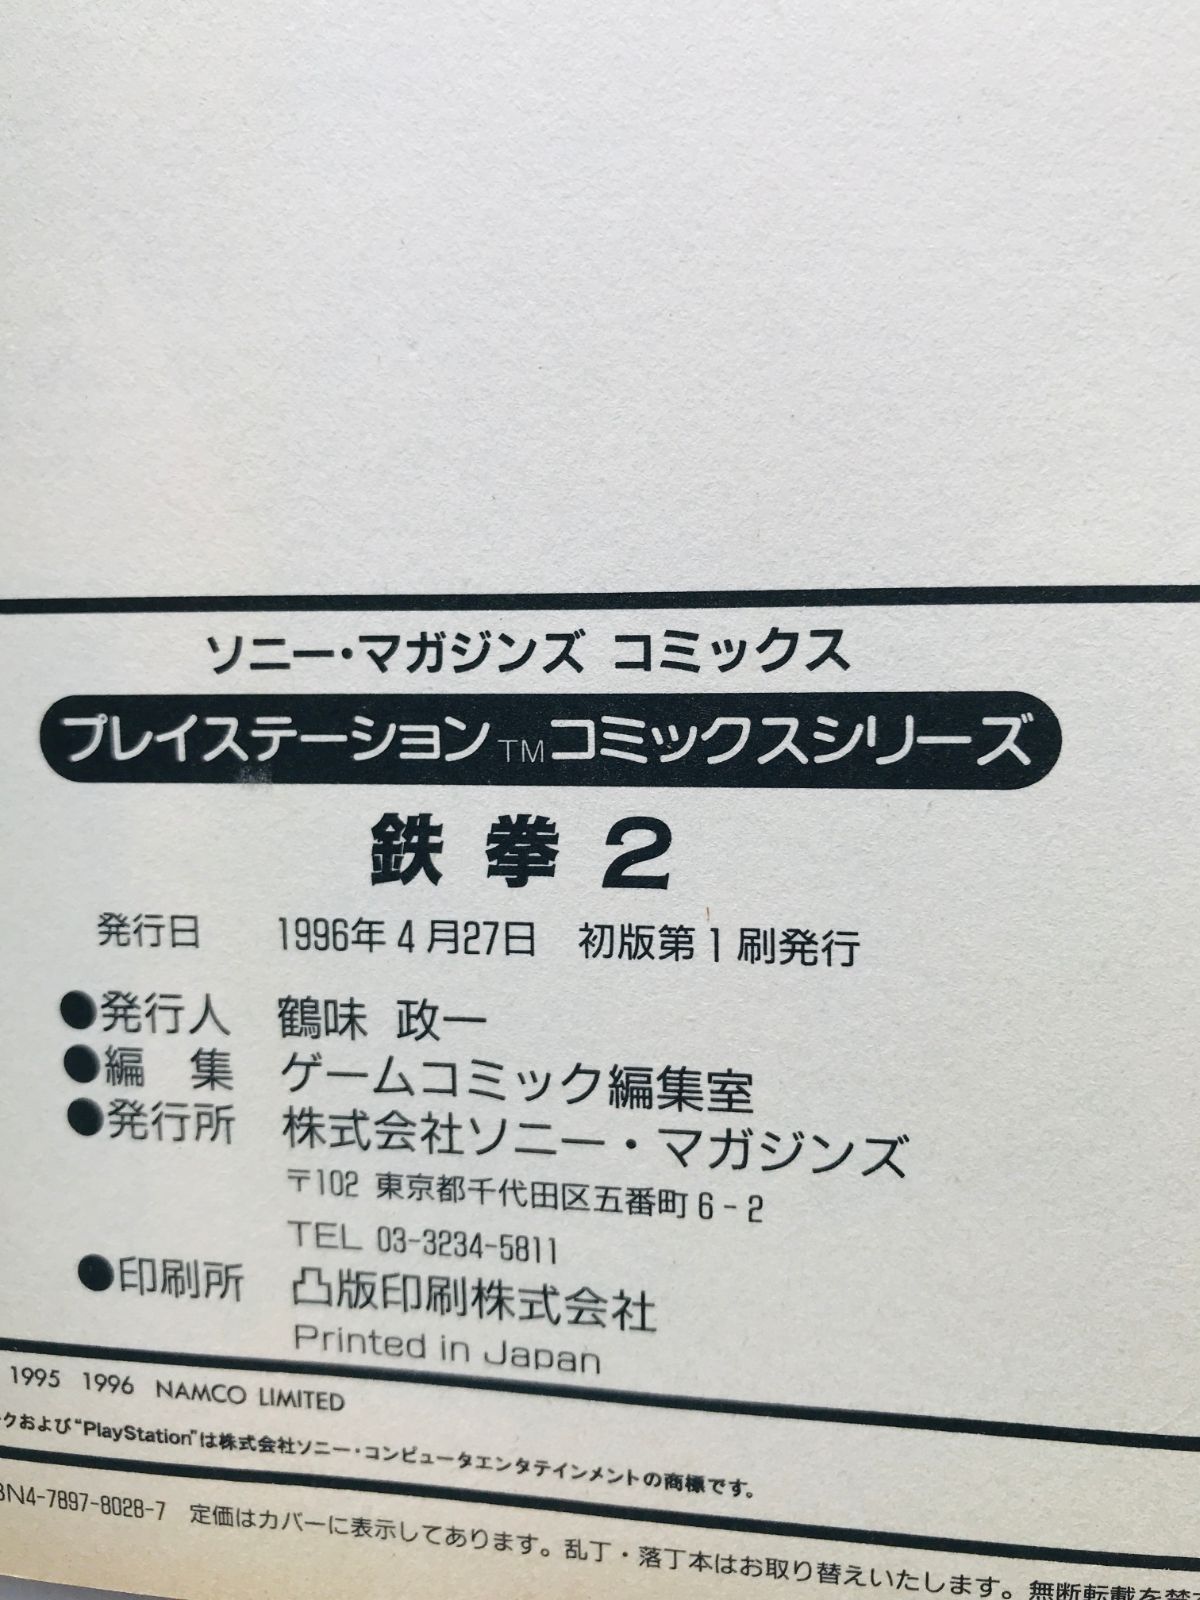 ソニー・マガジンズ コミックス
プレイステーション™コミックスシリーズ
鉄拳2
発行日 1996年4月27日 初版第1刷発行
●発行人 鶴味 政一
●編 集 ゲームコミック編集室
●発行所 株式会社ソニー・マガジンズ
〒102 東京都千代田区五番町6-2
TEL 03-3234-5811
●印刷所 凸版印刷株式会社
Printed in Japan
1995 1996 NAMCO LIMITED
クおよび"PlayStation"は株式会社ソニー・コンピュータエンタテインメントの商標です。
BN4-7897-8028-7 定価はカバーに表示してあります。乱丁・落丁本はお取り替えいたします。無断転載を禁